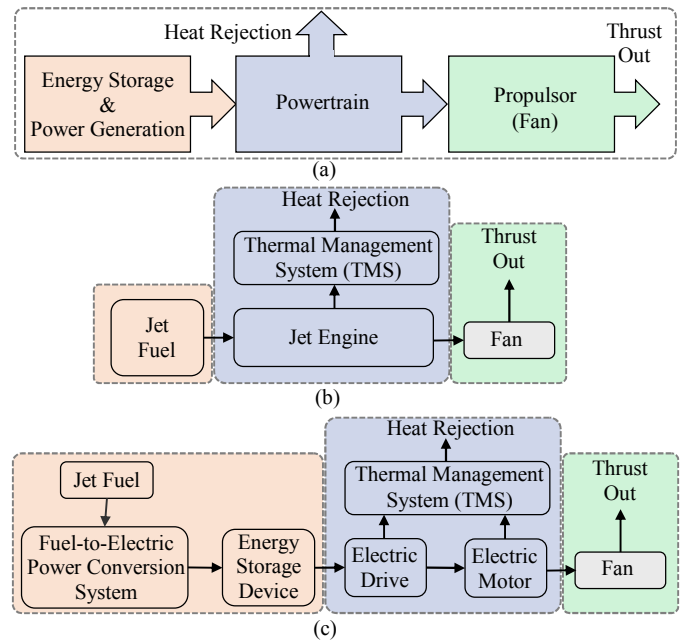 Heat Rejection
Thrust
Out
Energy Storage
&
Power Generation
Powertrain
Propulsor
(Fan)
(a)
Heat Rejection
Thermal Management
System (TMS)
Thrust
Out
Jet
Fuel
Jet Engine
Fan
(b)
Heat Rejection
Jet Fuel
Thermal Management
System (TMS)
Thrust
Out
Fuel-to-Electric
Power Conversion
System
Energy
Storage
Device
Electric
Drive
Electric
Motor
Fan
(c)